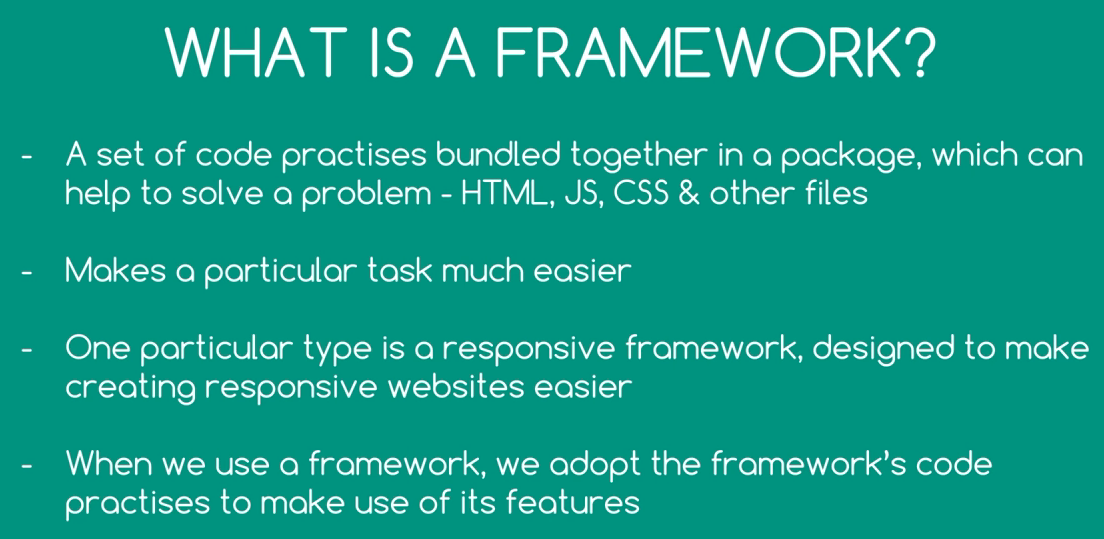 WHAT IS A FRAMEWORK?
- A set of code practises bundled together in a package, which can
help to solve a problem - HTML, JS, CSS & other files
- Makes a particular task much easier
- One particular type is a responsive framework, designed to make
creating responsive websites easier
- When we use a framework, we adopt the framework's code
practises to make use of its features